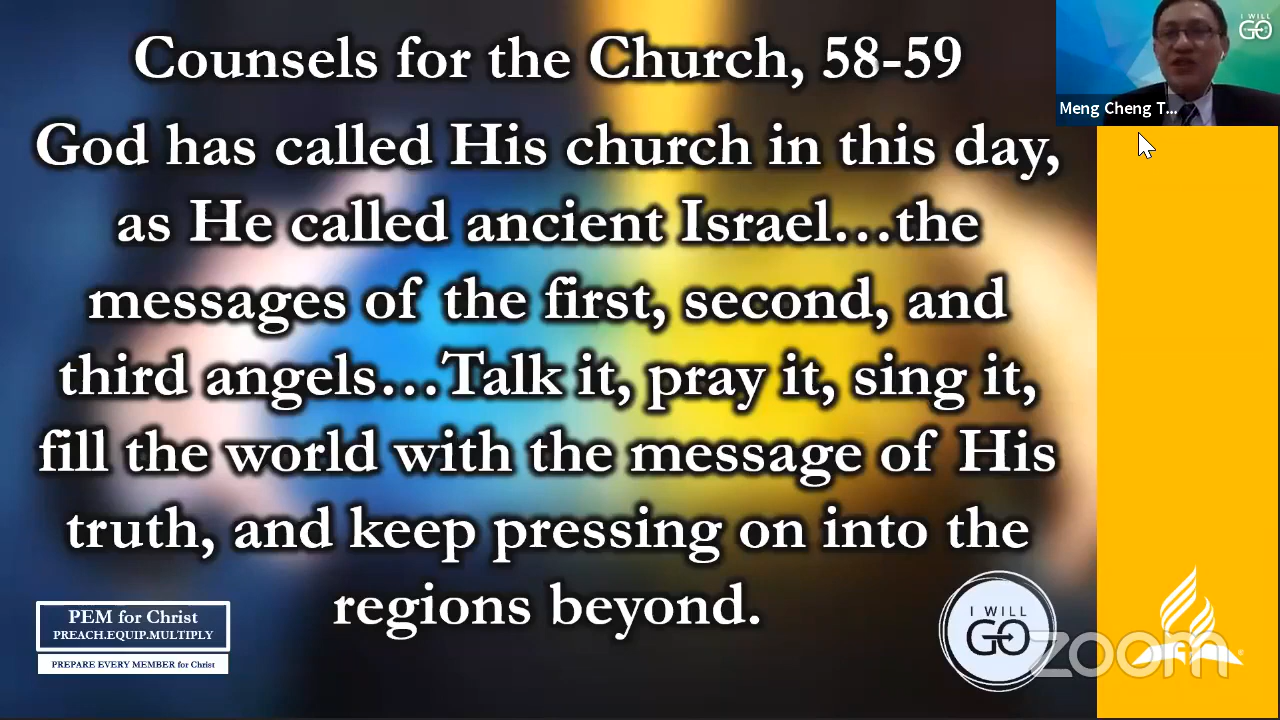 Counsels for the Church, 58-59
God has called His church in this day,
as He called ancient Israel...the
messages of the first, second, and
third angels...Talk it, pray it, sing it,
fill the world with the message of His
truth, and keep pressing on into the
regions beyond.
I WILL
GO
Meng Cheng T...
PEM for Christ
PREACH.EQUIP.MULTIPLY
PREPARE EVERY MEMBER for Christ
I WILL
GO
zoom